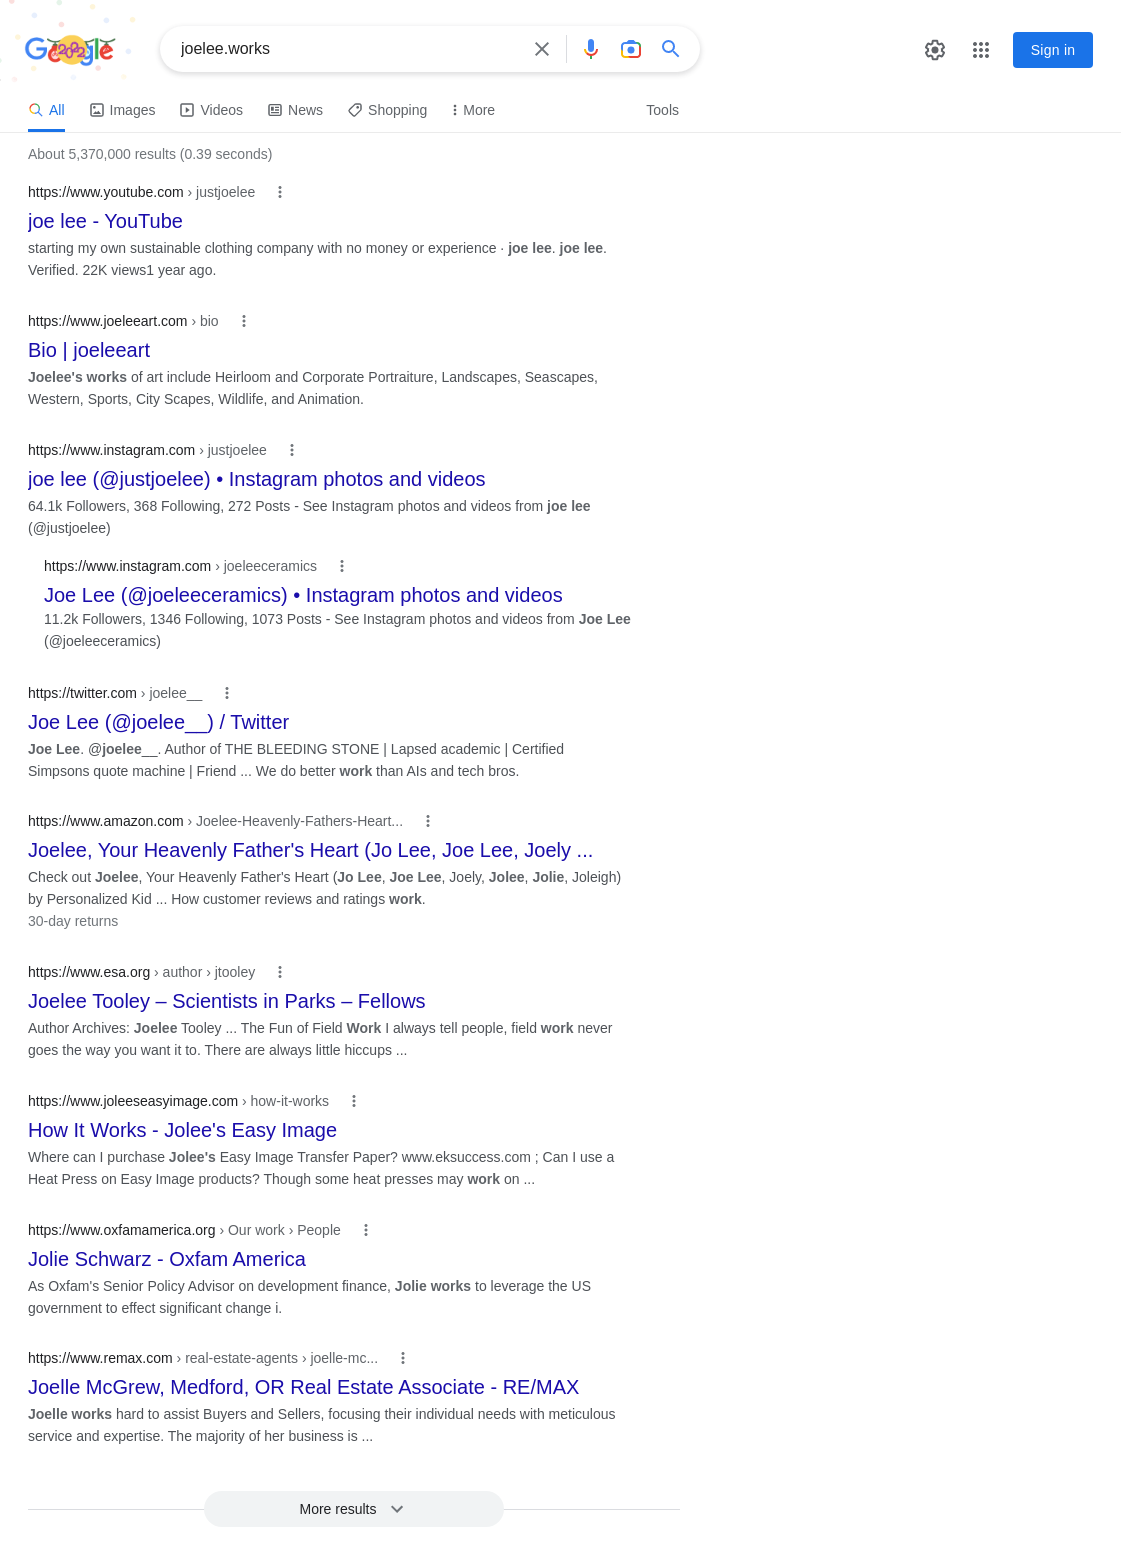 Google
joelee.works
Sign in
All
Images
Videos
News
Shopping
More
Tools
About 5,370,000 results (0.39 seconds)
https://www.youtube.com › justjoelee
joe lee - YouTube
starting my own sustainable clothing company with no money or experience · joe lee. joe lee.
Verified. 22K views1 year ago.
https://www.joeleeart.com › bio
Bio | joeleeart
Joelee's works of art include Heirloom and Corporate Portraiture, Landscapes, Seascapes,
Western, Sports, City Scapes, Wildlife, and Animation.
https://www.instagram.com › justjoelee
joe lee (@justjoelee) • Instagram photos and videos
64.1k Followers, 368 Following, 272 Posts - See Instagram photos and videos from joe lee
(@justjoelee)
https://www.instagram.com › joeleeceramics
Joe Lee (@joeleeceramics) • Instagram photos and videos
11.2k Followers, 1346 Following, 1073 Posts - See Instagram photos and videos from Joe Lee
(@joeleeceramics)
https://twitter.com › joelee__
Joe Lee (@joelee__) / Twitter
Joe Lee. @joelee__. Author of THE BLEEDING STONE | Lapsed academic | Certified
Simpsons quote machine | Friend ... We do better work than AIs and tech bros.
https://www.amazon.com › Joelee-Heavenly-Fathers-Heart...
Joelee, Your Heavenly Father's Heart (Jo Lee, Joe Lee, Joely ...
Check out Joelee, Your Heavenly Father's Heart (Jo Lee, Joe Lee, Joely, Jolee, Jolie, Joleigh)
by Personalized Kid ... How customer reviews and ratings work.
30-day returns
https://www.esa.org › author › jtooley
Joelee Tooley – Scientists in Parks – Fellows
Author Archives: Joelee Tooley ... The Fun of Field Work I always tell people, field work never
goes the way you want it to. There are always little hiccups ...
https://www.joleeseasyimage.com › how-it-works
How It Works - Jolee's Easy Image
Where can I purchase Jolee's Easy Image Transfer Paper? www.eksuccess.com ; Can I use a
Heat Press on Easy Image products? Though some heat presses may work on ...
https://www.oxfamamerica.org › Our work › People
Jolie Schwarz - Oxfam America
As Oxfam's Senior Policy Advisor on development finance, Jolie works to leverage the US
government to effect significant change i.
https://www.remax.com › real-estate-agents › joelle-mc...
Joelle McGrew, Medford, OR Real Estate Associate - RE/MAX
Joelle works hard to assist Buyers and Sellers, focusing their individual needs with meticulous
service and expertise. The majority of her business is ...
More results